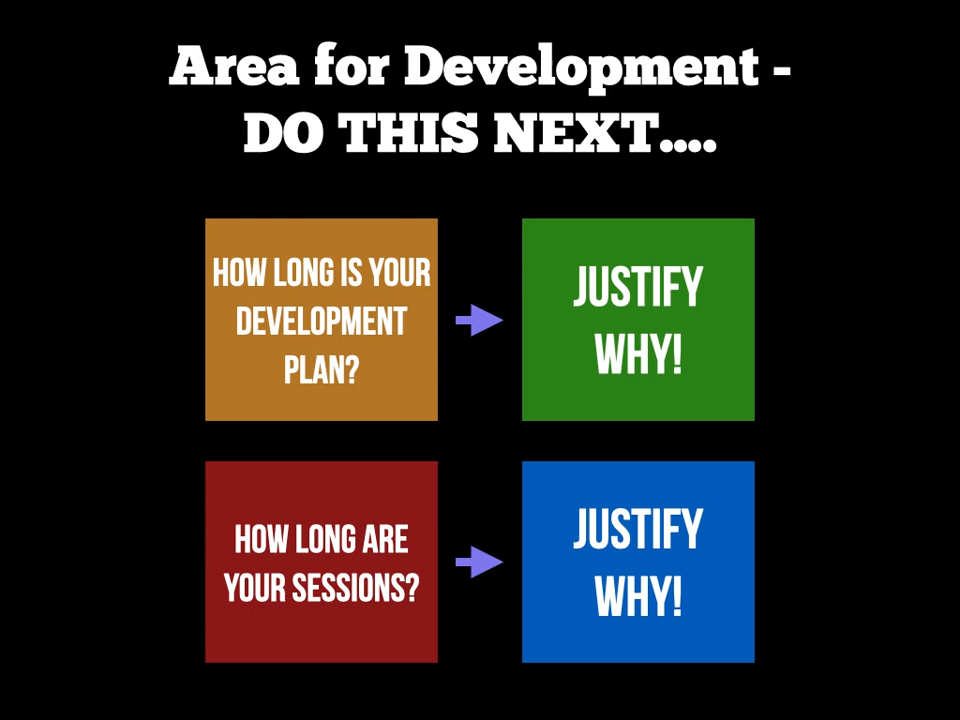 Area for Development -
DO THIS NEXT....
HOW LONG IS YOUR
DEVELOPMENT
PLAN?
JUSTIFY
WHY!
HOW LONG ARE
YOUR SESSIONS?
JUSTIFY
WHY!